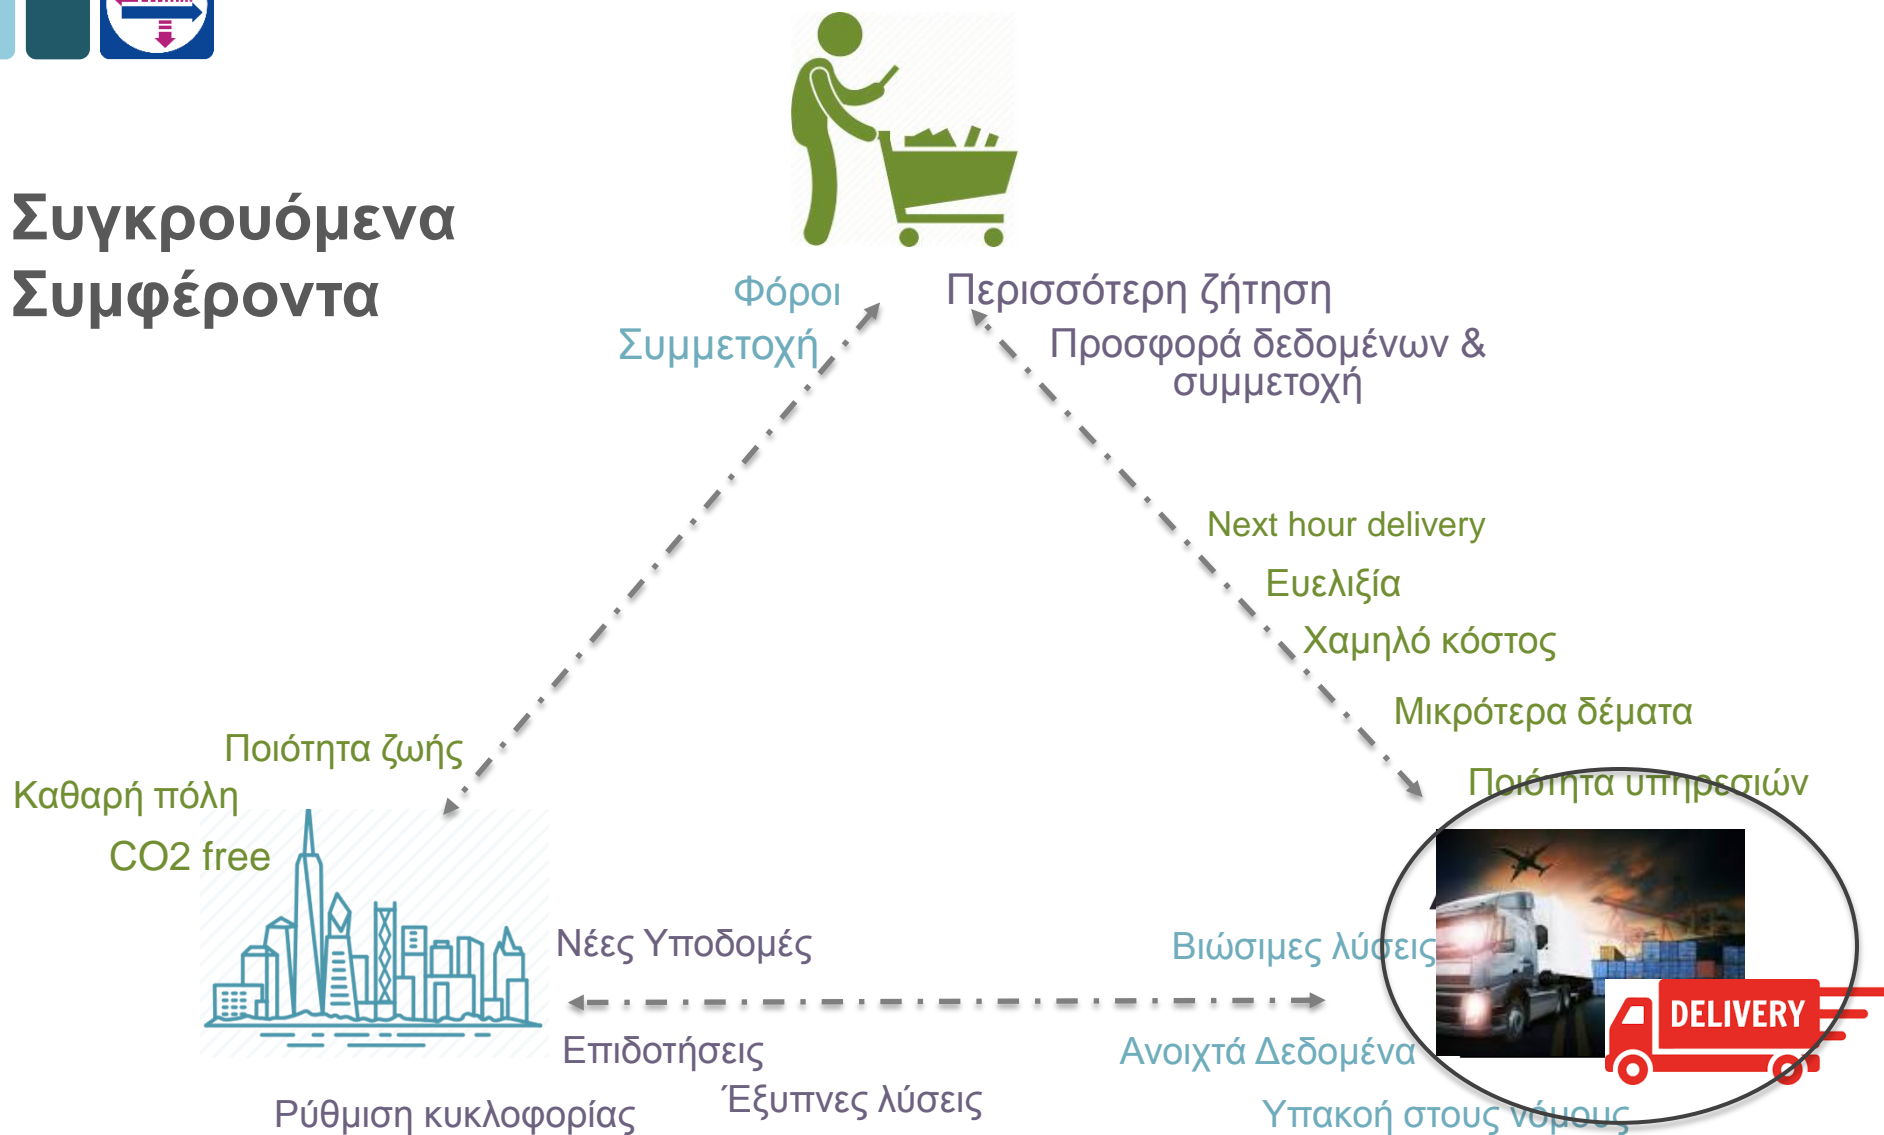 Συγκρουόμενα
Συμφέροντα
Φόροι
Συμμετοχή
Περισσότερη ζήτηση
Προσφορά δεδομένων &
συμμετοχή
Next hour delivery
Ευελιξία
Χαμηλό κόστος
Μικρότερα δέματα
Ποιότητα υπηρεσιών
Ποιότητα ζωής
Καθαρή πόλη
CO2 free
Νέες Υποδομές
Βιώσιμες λύσεις
DELIVERY
Επιδοτήσεις
Ανοιχτά Δεδομένα
Έξυπνες λύσεις
Ρύθμιση κυκλοφορίας
Υπακοή στους νόμους